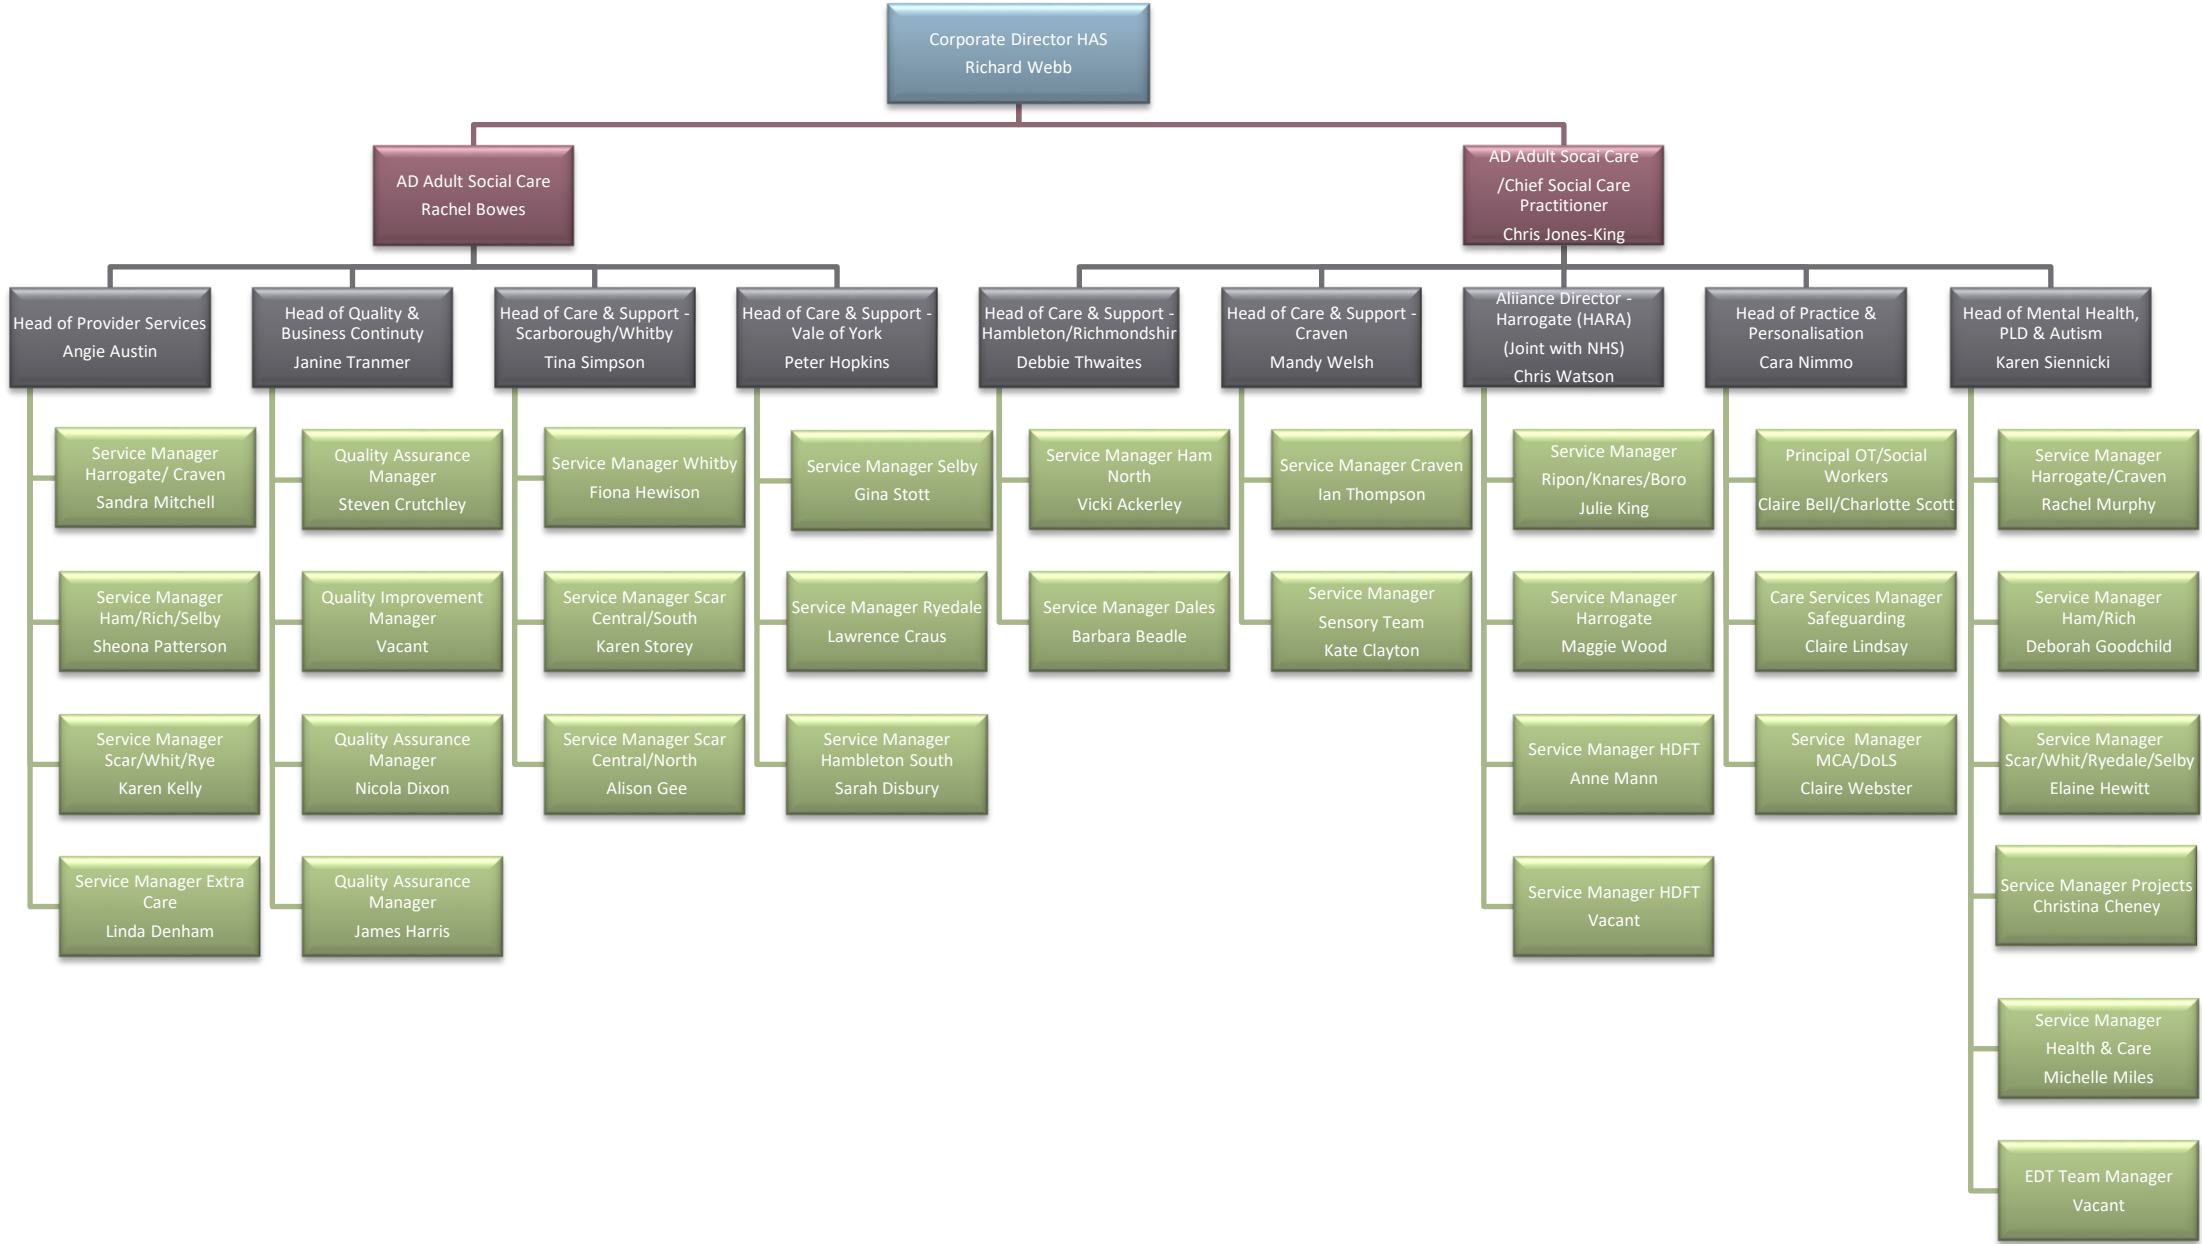 Corporate Director HAS
Richard Webb
AD Adult Social Care
Rachel Bowes
AD Adult Socai Care
/Chief Social Care
Practitioner
Chris Jones-King
Head of Provider Services
Angie Austin
Head of Quality &
Business Continuty
Janine Tranmer
Head of Care & Support -
Scarborough/Whitby
Tina Simpson
Head of Care & Support -
Vale of York
Peter Hopkins
Head of Care & Support -
Hambleton/Richmondshir
Debbie Thwaites
Head of Care & Support -
Craven
Mandy Welsh
Aliiance Director -
Harrogate (HARA)
(Joint with NHS)
Chris Watson
Head of Practice &
Personalisation
Cara Nimmo
Head of Mental Health,
PLD & Autism
Karen Siennicki
Service Manager
Harrogate/ Craven
Sandra Mitchell
Service Manager
Ham/Rich/Selby
Sheona Patterson
Service Manager
Scar/Whit/Rye
Karen Kelly
Service Manager Extra
Care
Linda Denham
Quality Assurance
Manager
Steven Crutchley
Quality Improvement
Manager
Vacant
Quality Assurance
Manager
Nicola Dixon
Quality Assurance
Manager
James Harris
Service Manager Whitby
Fiona Hewison
Service Manager Scar
Central/South
Karen Storey
Service Manager Scar
Central/North
Alison Gee
Service Manager Selby
Gina Stott
Service Manager Ryedale
Lawrence Craus
Service Manager
Hambleton South
Sarah Disbury
Service Manager Ham
North
Vicki Ackerley
Service Manager Dales
Barbara Beadle
Service Manager Craven
Ian Thompson
Service Manager
Sensory Team
Kate Clayton
Service Manager
Ripon/Knares/Boro
Julie King
Service Manager
Harrogate
Maggie Wood
Service Manager HDFT
Anne Mann
Service Manager HDFT
Vacant
Principal OT/Social
Workers
Claire Bell/Charlotte Scott
Care Services Manager
Safeguarding
Claire Lindsay
Service  Manager
MCA/DoLS
Claire Webster
Service Manager
Harrogate/Craven
Rachel Murphy
Service Manager
Ham/Rich
Deborah Goodchild
Service Manager
Scar/Whit/Ryedale/Selby
Elaine Hewitt
Service Manager Projects
Christina Cheney
Service Manager
Health & Care
Michelle Miles
EDT Team Manager
Vacant